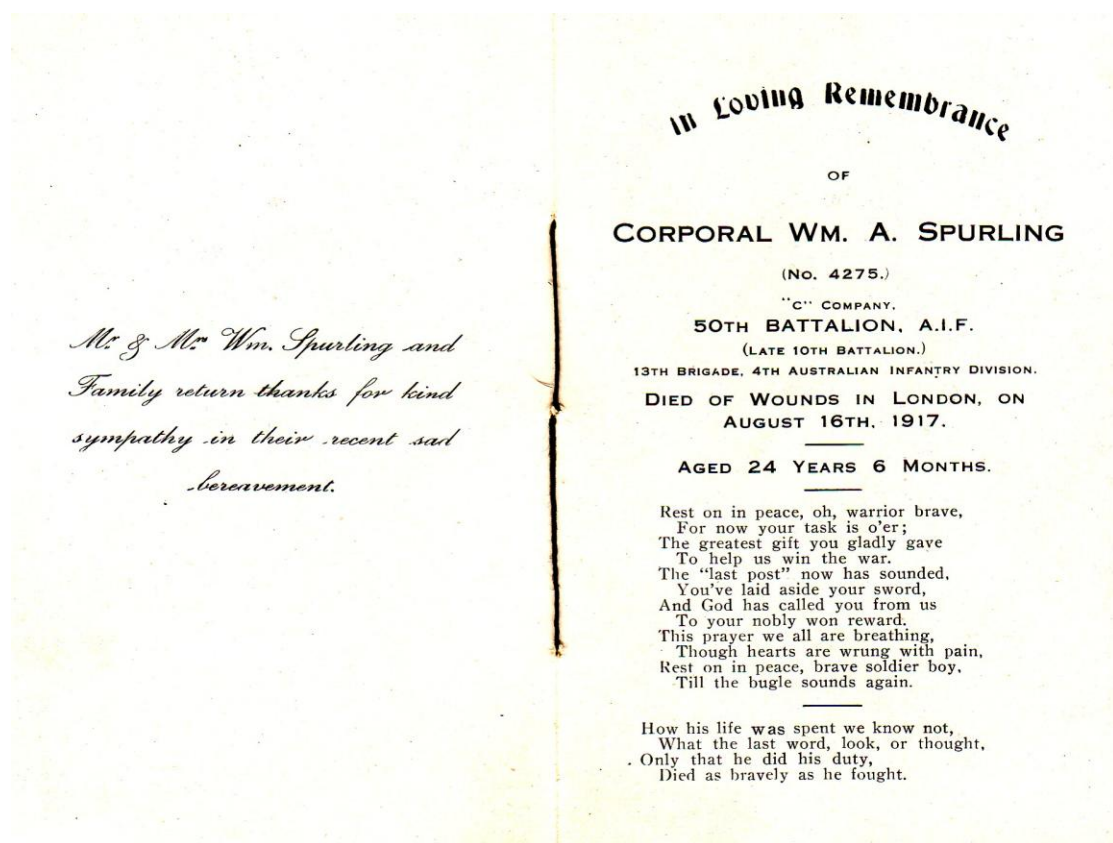 Mr & Mrs Wm. Spurling and
Family return thanks for kind
sympathy in their recent sad
bereavement.
In Loving Remembrance
OF
CORPORAL WM. A. SPURLING
(No. 4275.)
"C" COMPANY,
50TH BATTALION, A.I.F.
(LATE 10TH BATTALION.)
13TH BRIGADE, 4TH AUSTRALIAN INFANTRY DIVISION.
DIED OF WOUNDS IN LONDON, ON
AUGUST 16TH, 1917.
AGED 24 YEARS 6 MONTHS.
Rest on in peace, oh, warrior brave,
For now your task is o'er;
The greatest gift you gladly gave
To help us win the war.
The "last post" now has sounded,
You've laid aside your sword,
And God has called you from us
To your nobly won reward.
This prayer we all are breathing,
Though hearts are wrung with pain,
Rest on in peace, brave soldier boy,
Till the bugle sounds again.
How his life was spent we know not,
What the last word, look, or thought,
Only that he did his duty,
Died as bravely as he fought.